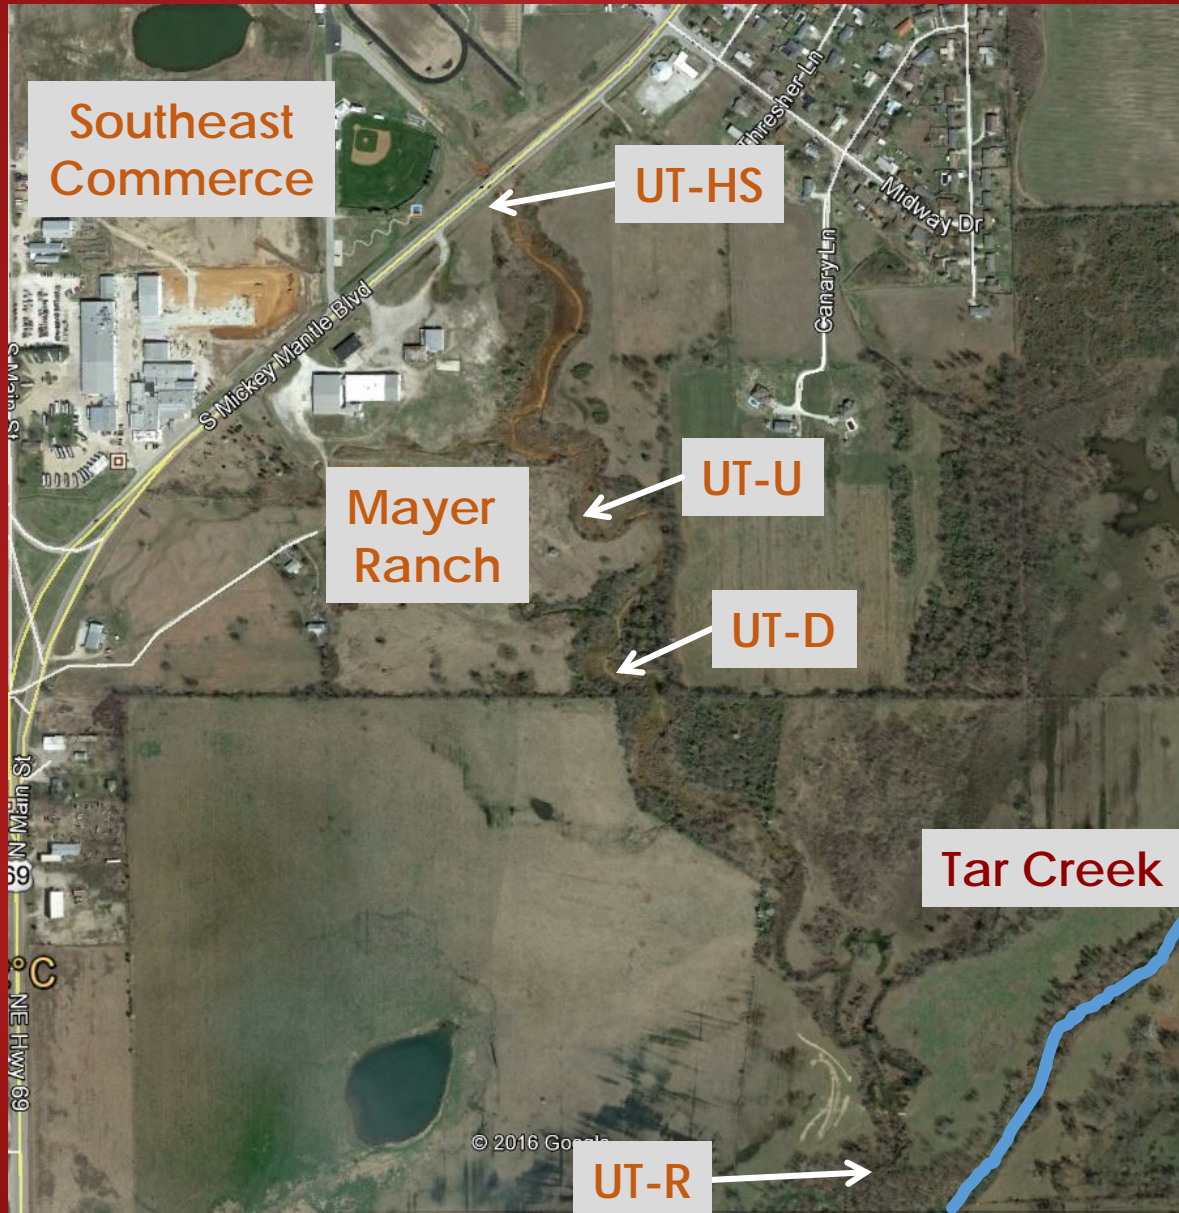 Southeast
Commerce
UT-HS
Thresher Ln
Midway Dr
Canary Ln
S Mickey Mantle Blvd
S Main St
UT-U
Mayer
Ranch
UT-D
N Main St
69
Tar Creek
°C
NE Hwy 69
© 2016 Google
UT-R